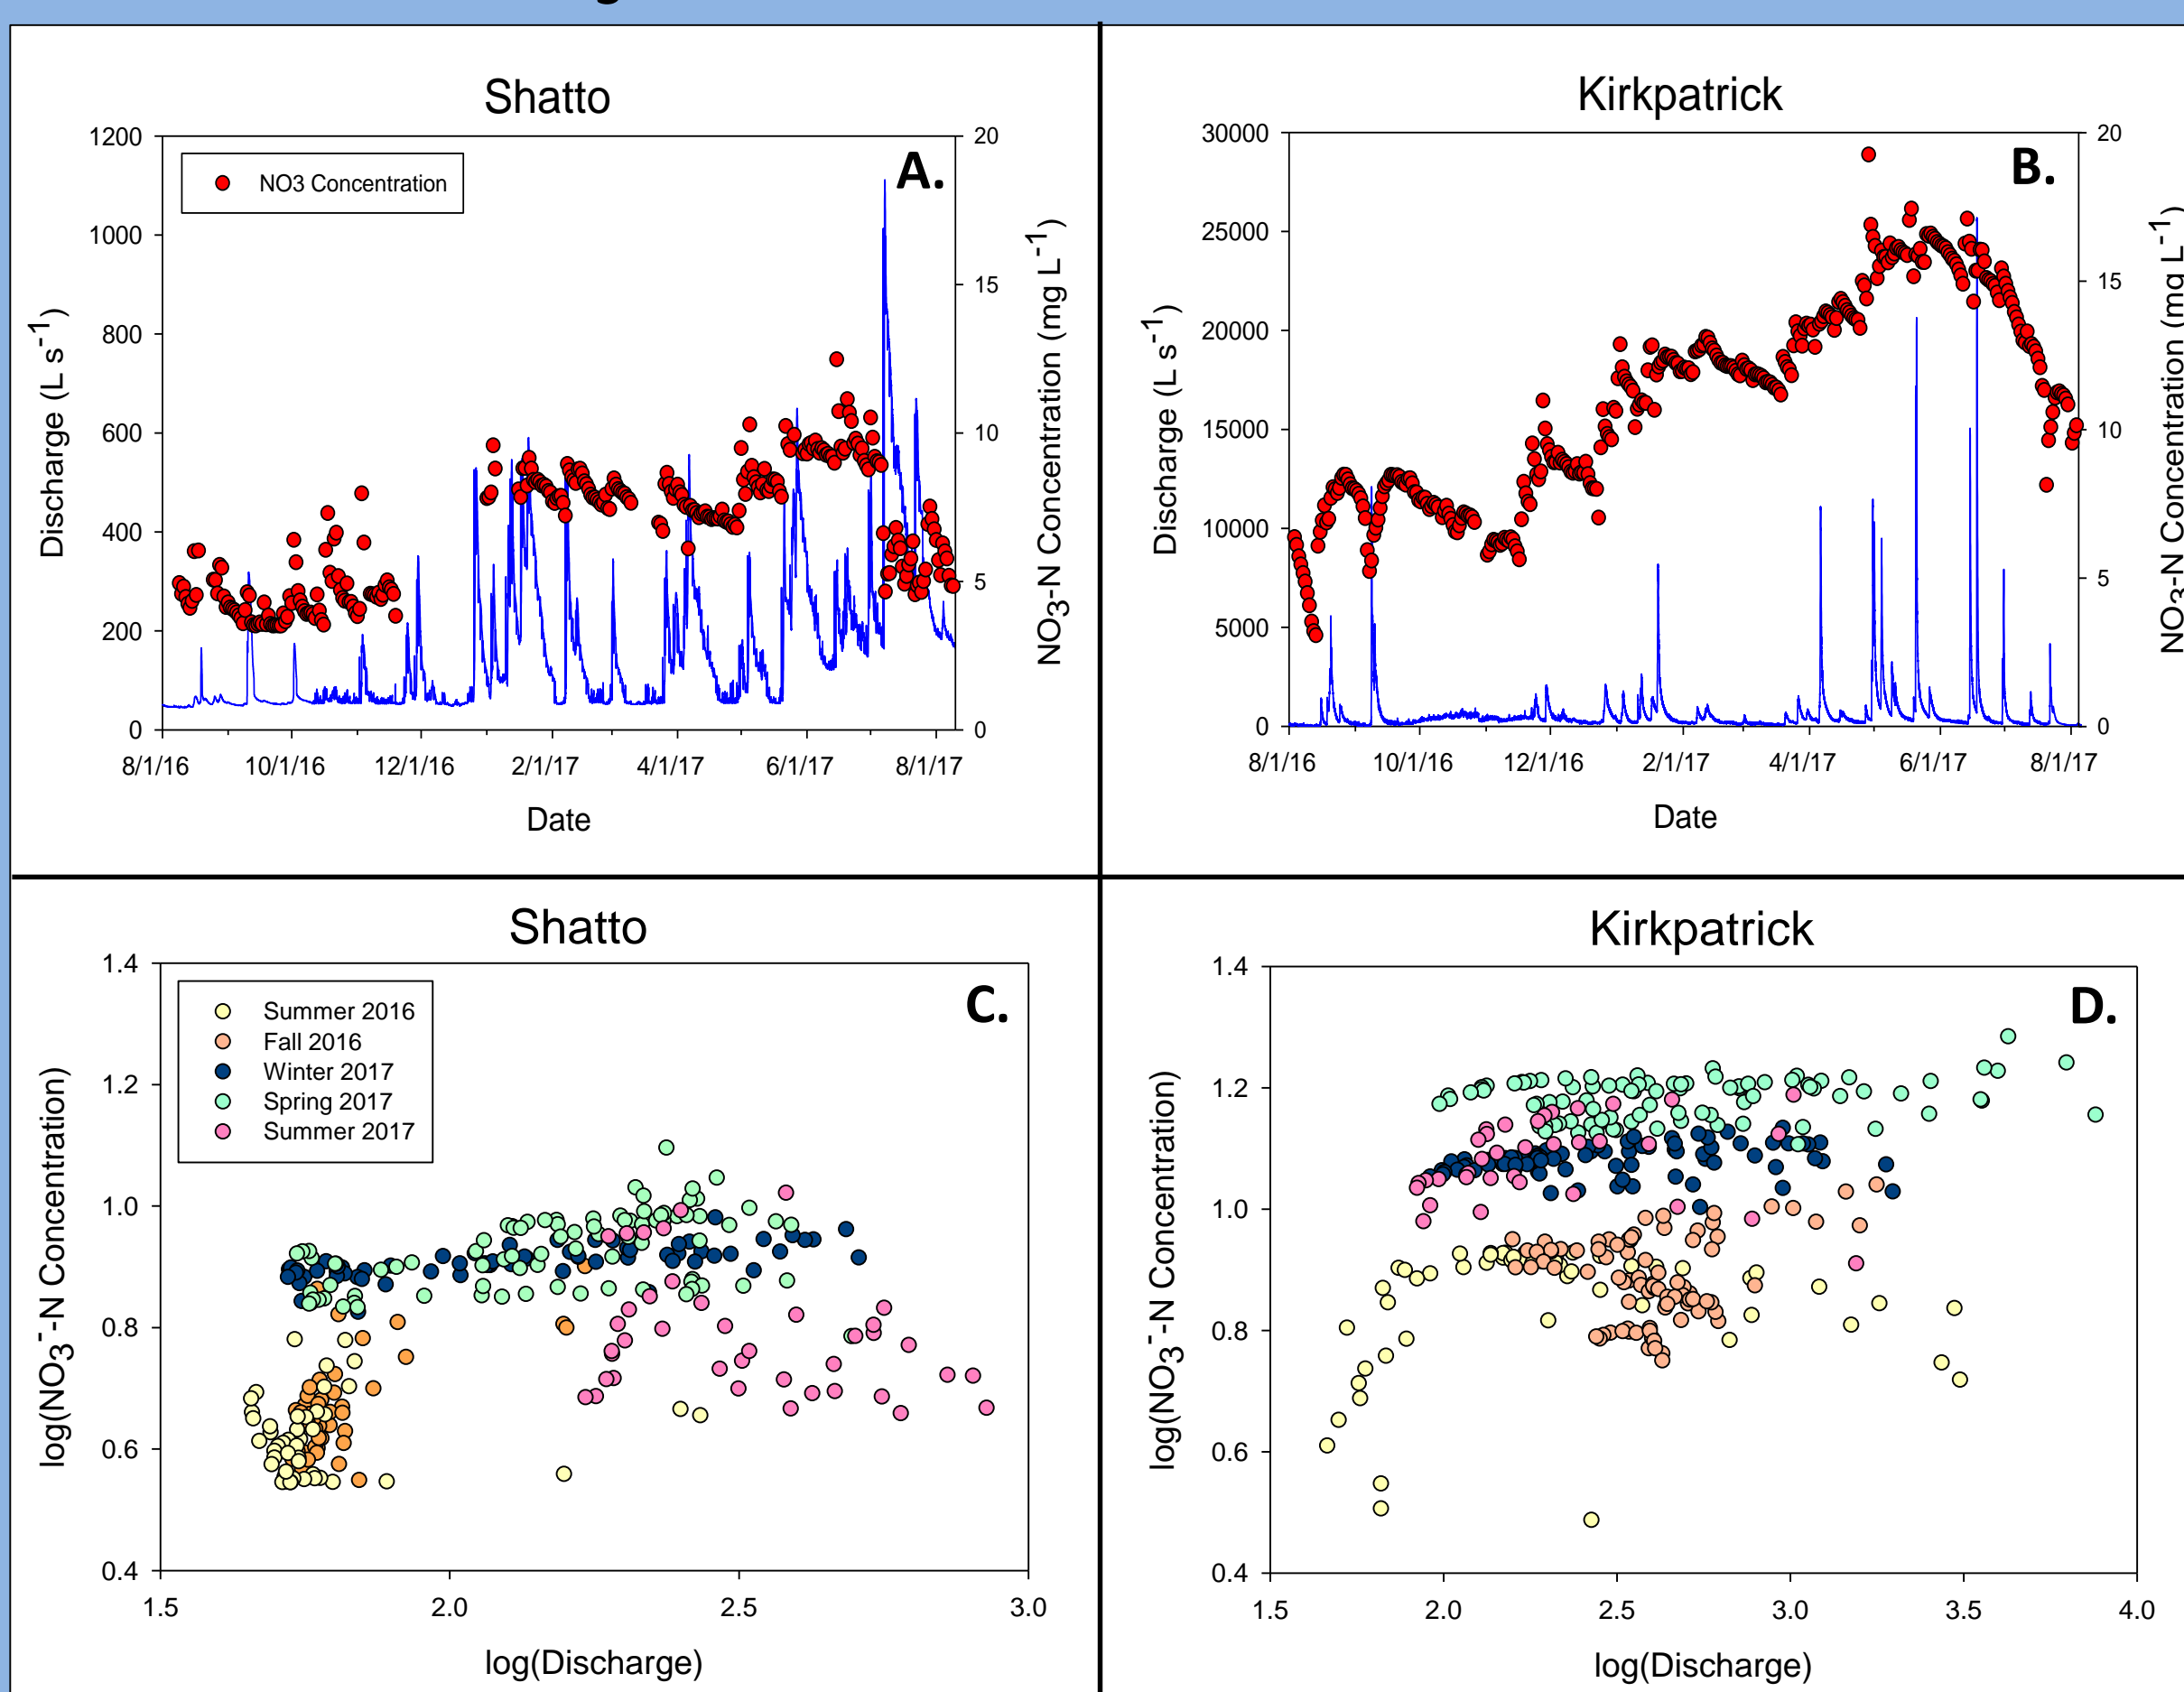 Shatto
1200
1000
800
600
400
200
0
20
15
10
5
0
NO3 Concentration
A.
Discharge (L s-1)
NO3-N Concentration (mg L-1)
8/1/16 10/1/16 12/1/16 2/1/17 4/1/17 6/1/17 8/1/17
Date
Kirkpatrick
30000
25000
20000
15000
10000
5000
0
20
15
10
5
0
B.
Discharge (L s-1)
NO3-N Concentration (mg L-1)
8/1/16 10/1/16 12/1/16 2/1/17 4/1/17 6/1/17 8/1/17
Date
Shatto
1.4
1.2
1.0
0.8
0.6
0.4
Summer 2016
Fall 2016
Winter 2017
Spring 2017
Summer 2017
C.
log(NO3--N Concentration)
1.5 2.0 2.5 3.0
log(Discharge)
Kirkpatrick
1.4
1.2
1.0
0.8
0.6
0.4
D.
log(NO3--N Concentration)
1.5 2.0 2.5 3.0 3.5 4.0
log(Discharge)